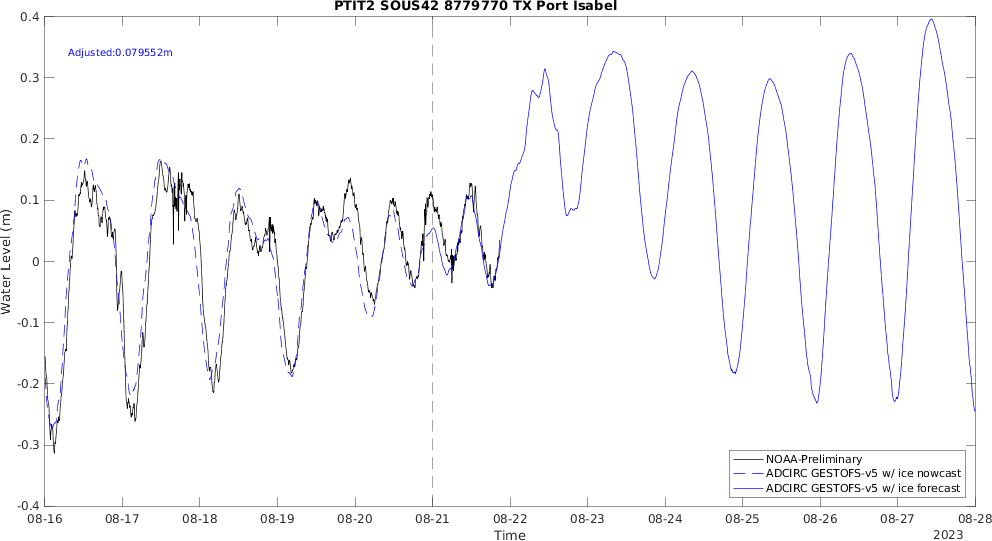 PTIT2 SOUS42 8779770 TX Port Isabel
Adjusted:0.079552m
Water Level (m)
0.4
0.3
0.2
0.1
0
-0.1
-0.2
-0.3
-0.4
NOAA-Preliminary
ADCIRC GESTOFS-v5 w/ ice nowcast
ADCIRC GESTOFS-v5 w/ ice forecast
08-16 08-17 08-18 08-19 08-20 08-21 08-22 08-23 08-24 08-25 08-26 08-27 08-28
Time
2023